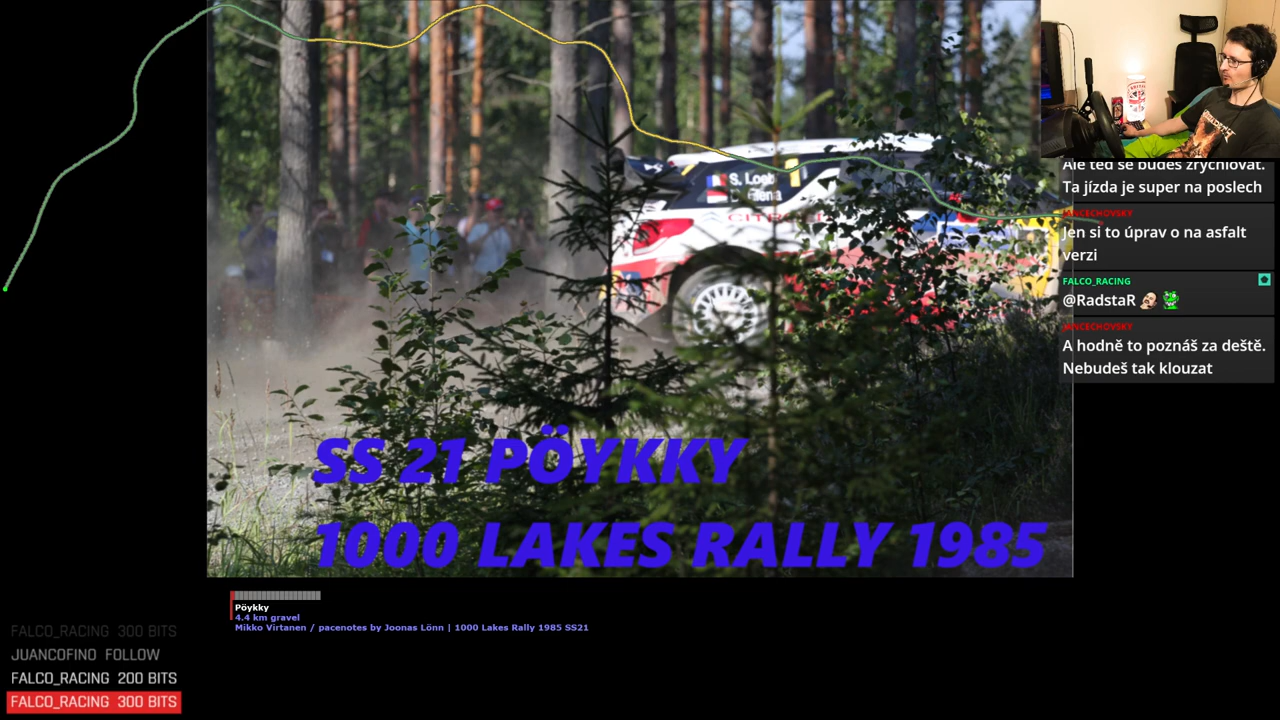 S. Loeb
CITROËN
Ale teď se budeš zrychlovat.
Ta jízda je super na poslech
JANCECHOVSKY
Jen si to úprav o na asfalt
verzi
FALCO_RACING
@RadstaR
JANCECHOVSKY
A hodně to poznáš za deště.
Nebudeš tak klouzat
SS 21 PÖYKKY
1000 LAKES RALLY 1985
Pöykky
4.4 km gravel
Mikko Virtanen / pacenotes by Joonas Lönn | 1000 Lakes Rally 1985 SS21
FALCO_RACING 300 BITS
JUANCOFINO FOLLOW
FALCO_RACING 200 BITS
FALCO_RACING 300 BITS